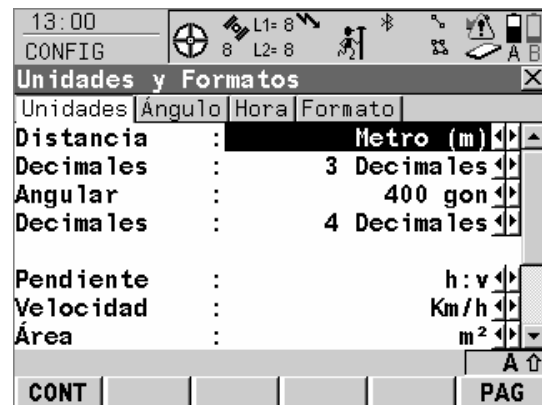 13:00
CONFIG
L1= 8
8 L2= 8
A B
Unidades y Formatos
Unidades Ángulo Hora Formato
Distancia : Metro (m)
Decimales : 3 Decimales
Angular : 400 gon
Decimales : 4 Decimales
Pendiente : h:v
Velocidad : Km/h
Área : m²
A
CONT PAG